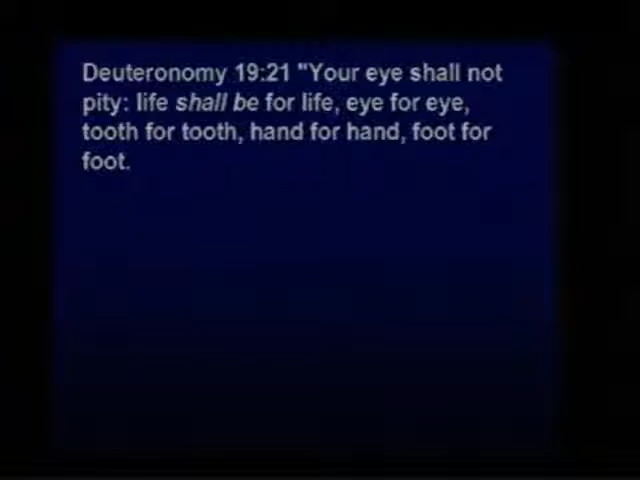 Deuteronomy 19:21 "Your eye shall not
pity: life shall be for life, eye for eye,
tooth for tooth, hand for hand, foot for
foot.